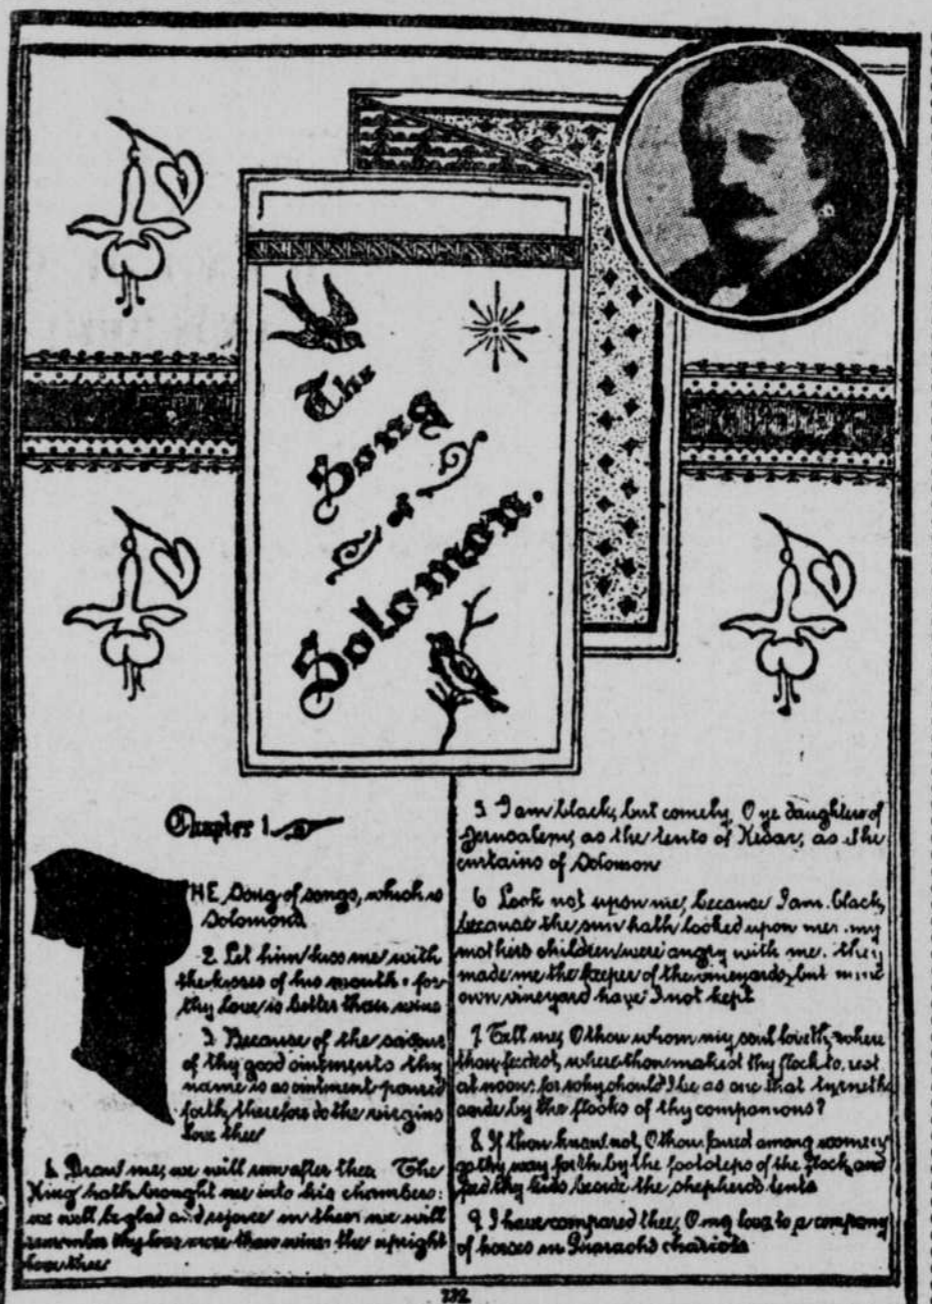 The
Song
of
Solomon.
Chapter 1.
THE Song of songs, which is
Solomons.
2 Let him kiss me with
the kisses of his mouth: for
thy love is better than wine
3 Because of the savour
of thy good ointments thy
name is as ointment poured
forth, therefore do the virgins
love thee
4 Draw me, we will run after thee The
King hath brought me into his chambers:
we will be glad and rejoice in thee: we will
remember thy love more than wine: the upright
love thee
5 I am black, but comely, O ye daughters of
Jerusalem, as the tents of Kedar, as the
curtains of Solomon
6 Look not upon me, because I am black,
because the sun hath looked upon me: my
mothers children were angry with me. they
made me the keeper of the vineyards, but mine
own vineyard have I not kept
7 Tell me, O thou whom my soul loveth, where
thou feedest, where thou makest thy flock to rest
at noon: for why should I be as one that turneth
aside by the flocks of thy companions?
8 If thou know not, O thou fairest among women,
go thy way forth by the footsteps of the flock, and
feed thy kids beside the shepherds tents
9 I have compared thee, O my love, to a company
of horses in Pharaohs chariots